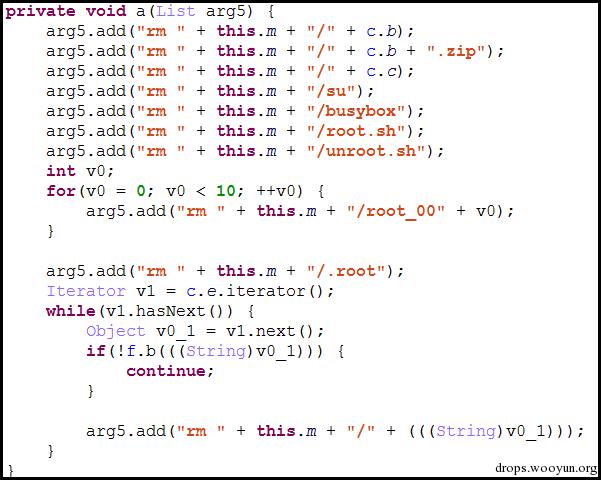 private void a(List arg5) {
    arg5.add("rm " + this.m + "/" + c.b);
    arg5.add("rm " + this.m + "/" + c.b + ".zip");
    arg5.add("rm " + this.m + "/" + c.c);
    arg5.add("rm " + this.m + "/su");
    arg5.add("rm " + this.m + "/busybox");
    arg5.add("rm " + this.m + "/root.sh");
    arg5.add("rm " + this.m + "/unroot.sh");
    int v0;
    for(v0 = 0; v0 < 10; ++v0) {
        arg5.add("rm " + this.m + "/root_00" + v0);
    }

    arg5.add("rm " + this.m + "/.root");
    Iterator v1 = c.e.iterator();
    while(v1.hasNext()) {
        Object v0_1 = v1.next();
        if(!f.b(((String)v0_1))) {
            continue;
        }

        arg5.add("rm " + this.m + "/" + (((String)v0_1)));
    }
}
drops.wooyun.org